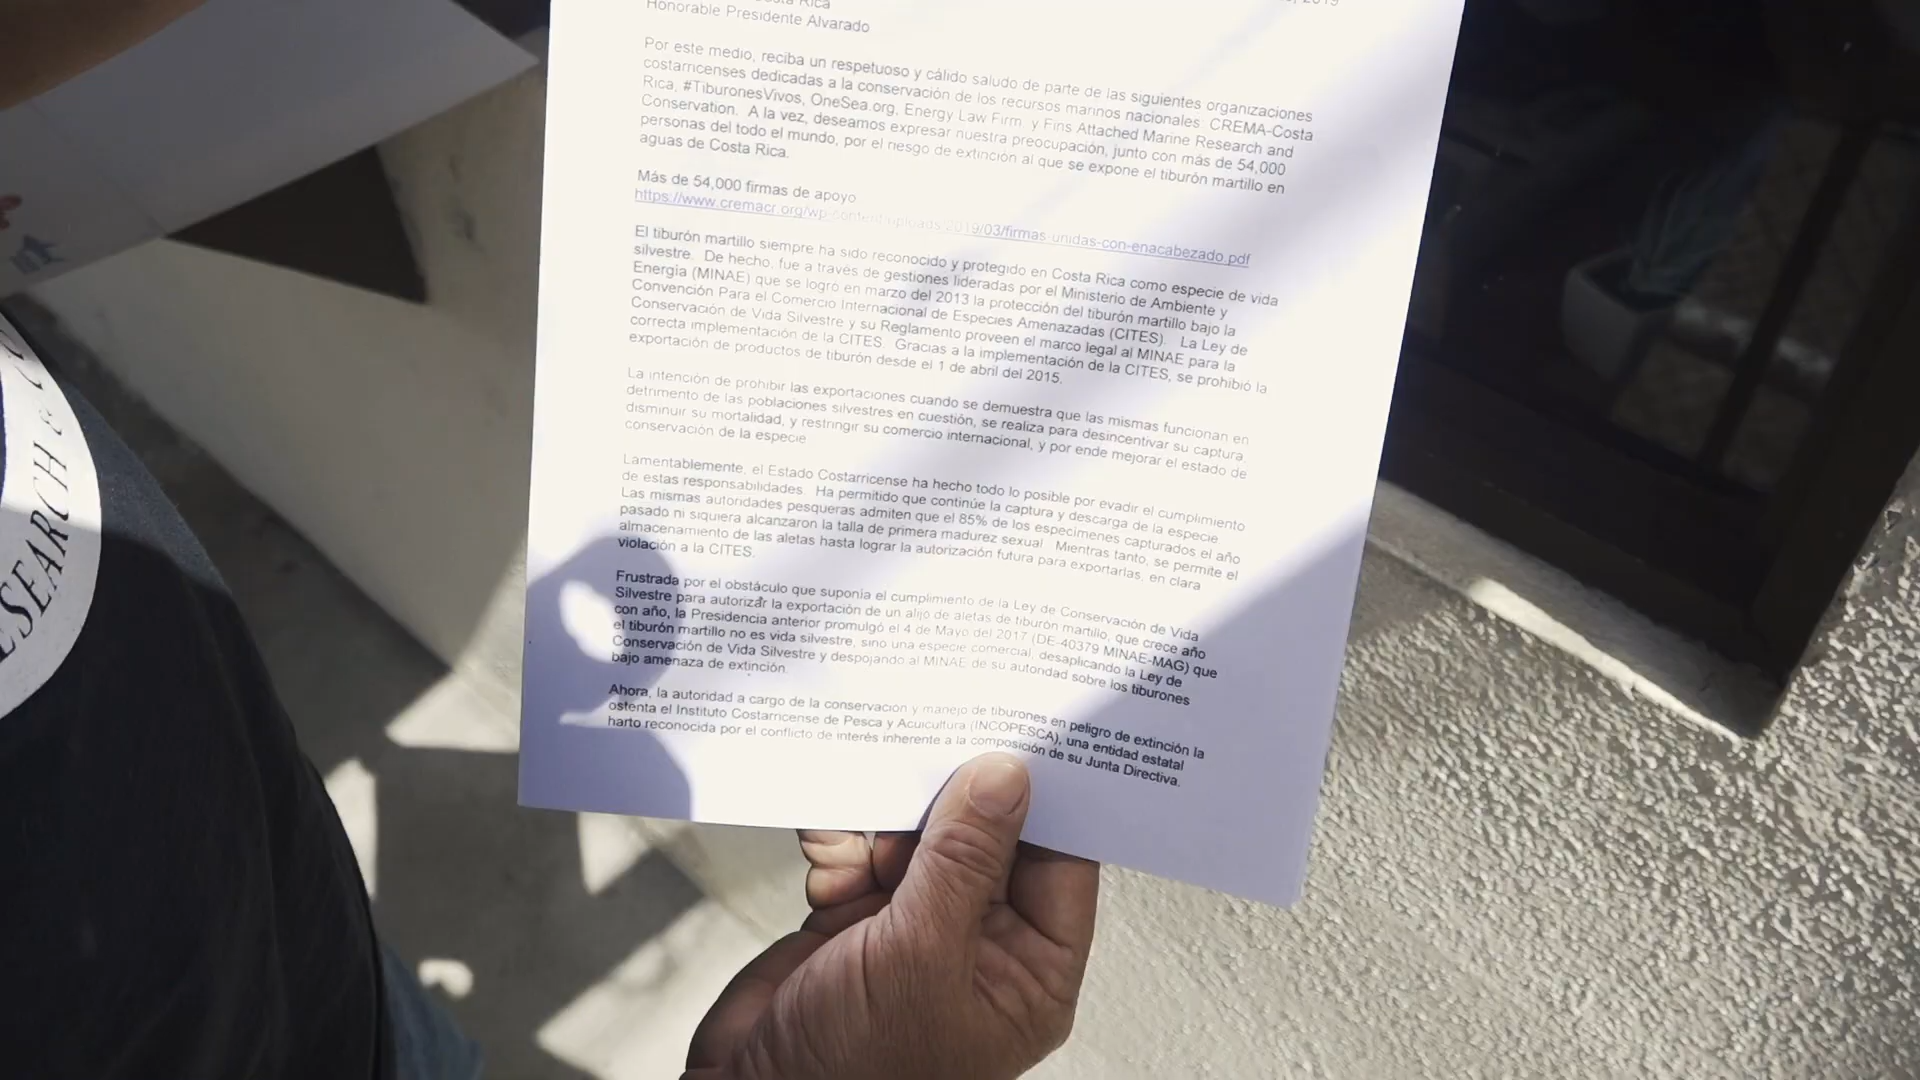 Costa Rica
2019
Honorable Presidente Alvarado
Por este medio, reciba un respetuoso y cálido saludo de parte de las siguientes organizaciones
costarricenses dedicadas a la conservación de los recursos marinos nacionales: CREMA-Costa
Rica, #TiburonesVivos, OneSea.org, Energy Law Firm y Fins Attached Marine Research and
Conservation. A la vez, deseamos expresar nuestra preocupación, junto con más de 54,000
personas del todo el mundo, por el riesgo de extinción al que se expone el tiburón martillo en
aguas de Costa Rica.
Más de 54,000 firmas de apoyo
https://www.cremacr.org/wp-content/uploads/2019/03/firmas-unidas-con-enacabezado.pdf
El tiburón martillo siempre ha sido reconocido y protegido en Costa Rica como especie de vida
silvestre. De hecho, fue a través de gestiones lideradas por el Ministerio de Ambiente y
Energía (MINAE) que se logro en marzo del 2013 la protección del tiburón martillo bajo la
Convención Para el Comercio Internacional de Especies Amenazadas (CITES). La Ley de
Conservación de Vida Silvestre y su Reglamento proveen el marco legal al MINAE para la
correcta implementación de la CITES. Gracias a la implementación de la CITES, se prohibió la
exportación de productos de tiburón desde el 1 de abril del 2015.
La intención de prohibir las exportaciones cuando se demuestra que las mismas funcionan en
detrimento de las poblaciones silvestres en cuestión, se realiza para desincentivar su captura,
disminuir su mortalidad, y restringir su comercio internacional, y por ende mejorar el estado de
conservación de la especie
Lamentablemente, el Estado Costarricense ha hecho todo lo posible por evadir el cumplimiento
de estas responsabilidades. Ha permitido que continúe la captura y descarga de la especie.
Las mismas autoridades pesqueras admiten que el 85% de los especímenes capturados el año
pasado ni siquiera alcanzaron la talla de primera madurez sexual. Mientras tanto, se permite el
almacenamiento de las aletas hasta lograr la autorización futura para exportarlas, en clara
violación a la CITES.
Frustrada por el obstáculo que suponía el cumplimiento de la Ley de Conservación de Vida
Silvestre para autorizar la exportación de un alijo de aletas de tiburón martillo, que crece año
con año, la Presidencia anterior promulgó el 4 de Mayo del 2017 (DE-40379 MINAE-MAG) que
el tiburón martillo no es vida silvestre, sino una especie comercial, desaplicando la Ley de
Conservación de Vida Silvestre y despojando al MINAE de su autoridad sobre los tiburones
bajo amenaza de extinción.
Ahora, la autoridad a cargo de la conservación y manejo de tiburones en peligro de extinción la
ostenta el Instituto Costarricense de Pesca y Acuicultura (INCOPESCA), una entidad estatal
harto reconocida por el conflicto de interés inherente a la composición de su Junta Directiva.
ESEARCH &